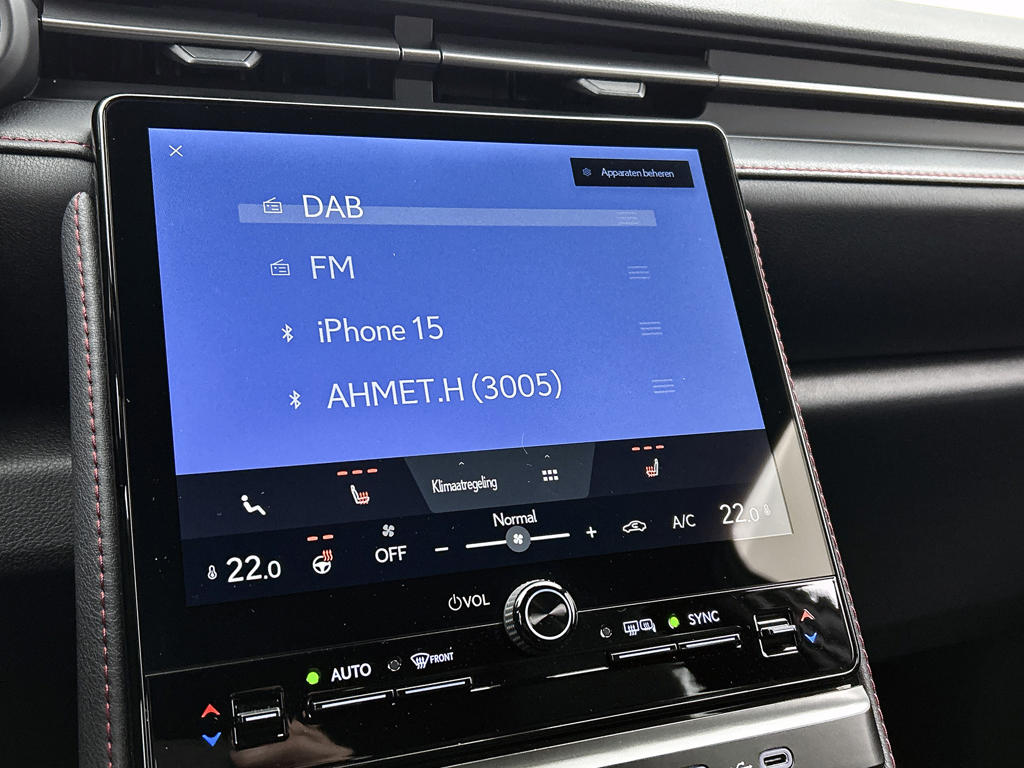 Apparaten beheren
DAB
FM
iPhone 15
AHMET.H (3005)
Klimaatregeling
22.0
OFF
−
Normal
+
A/C
22.0
VOL
AUTO
FRONT
SYNC